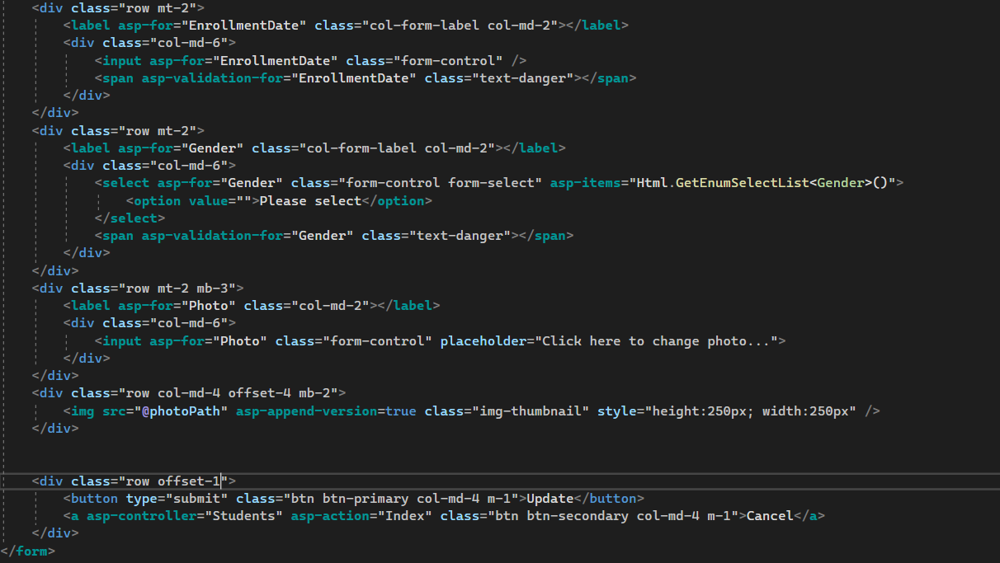 <div class="row mt-2">
<label asp-for="EnrollmentDate" class="col-form-label col-md-2"></label>
<div class="col-md-6">
<input asp-for="EnrollmentDate" class="form-control" />
<span asp-validation-for="EnrollmentDate" class="text-danger"></span>
</div>
</div>
<div class="row mt-2">
<label asp-for="Gender" class="col-form-label col-md-2"></label>
<div class="col-md-6">
<select asp-for="Gender" class="form-control form-select" asp-items="Html.GetEnumSelectList<Gender>()">
<option value="">Please select</option>
</select>
<span asp-validation-for="Gender" class="text-danger"></span>
</div>
</div>
<div class="row mt-2 mb-3">
<label asp-for="Photo" class="col-md-2"></label>
<div class="col-md-6">
<input asp-for="Photo" class="form-control" placeholder="Click here to change photo...">
</div>
</div>
<div class="row col-md-4 offset-4 mb-2">
<img src="@photoPath" asp-append-version=true class="img-thumbnail" style="height:250px; width:250px" />
</div>
<div class="row offset-1">
<button type="submit" class="btn btn-primary col-md-4 m-1">Update</button>
<a asp-controller="Students" asp-action="Index" class="btn btn-secondary col-md-4 m-1">Cancel</a>
</div>
</form>